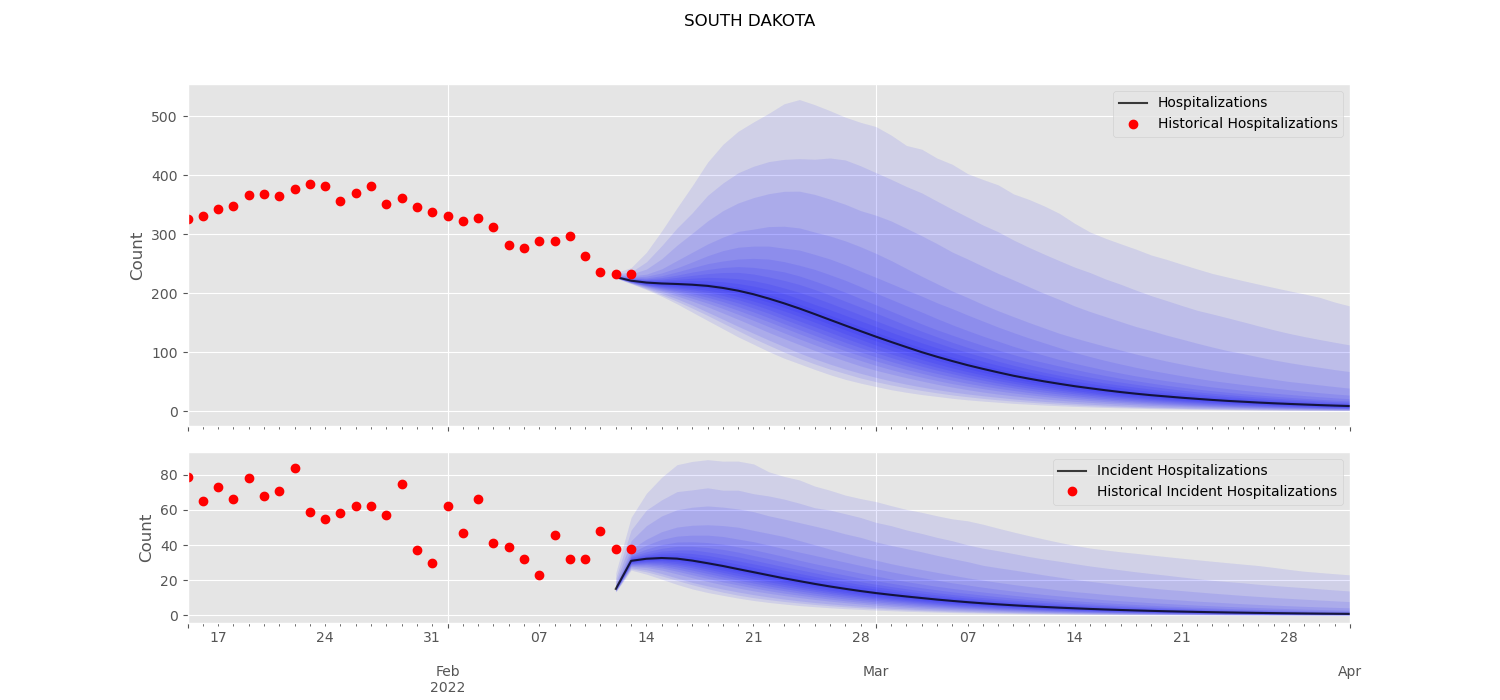 SOUTH DAKOTA
Hospitalizations
Historical Hospitalizations
Count
500
400
300
200
100
0
Incident Hospitalizations
Historical Incident Hospitalizations
Count
80
60
40
20
0
17 24 31 07 14 21 28 07 14 21 28
Feb Mar Apr
2022